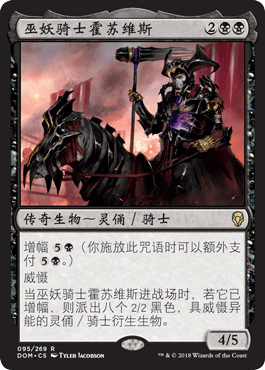 巫妖骑士霍苏维斯 2
传奇生物～灵俑／骑士
增幅 5（你施放此咒语时可以额外支
付 5。）
威慑
当巫妖骑士霍苏维斯进战场时，若它已
增幅，则派出八个 2/2 黑色，具威慑异
能的灵俑／骑士衍生生物。
4/5
095/269 R
DOM • CS TYLER JACOBSON
™ & © 2018 Wizards of the Coast